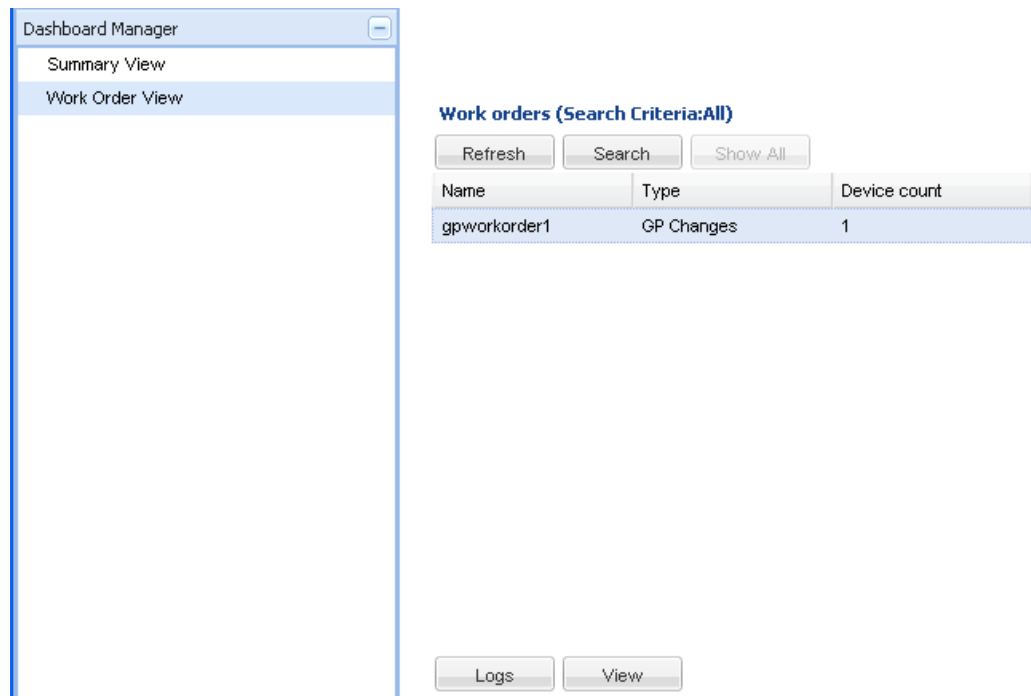 Dashboard Manager
Summary View
Work Order View
Work orders (Search Criteria:All)
Refresh Search Show All
Name Type Device count
gpworkorder1 GP Changes 1
Logs View